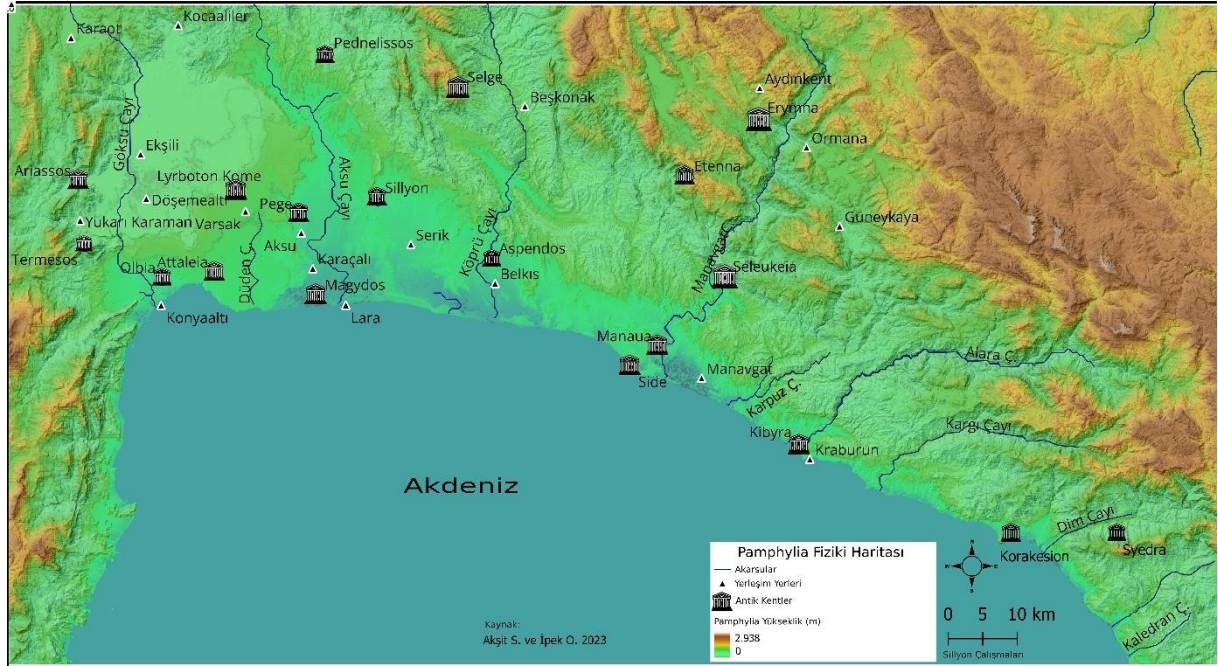 Karaot
Kocaaliler
Pednelissos
Selge
Beşkonak
Aydınkent
Erymna
Ormana
Göksu Çayı
Ekşili
Ariassos
Lyrboton Kome
Döşemealtı
Varsak
Pege
Aksu Çayı
Sillyon
Etenna
Güneykaya
Yukarı Karaman
Termesos
Aksu
Serik
Köprü Çayı
Aspendos
Belkıs
Manavgat Ç.
Seleukeia
Olbia
Attaleia
Düden Ç.
Karaçalı
Magydos
Konyaaltı
Lara
Manaua
Side
Manavgat
Alara Ç.
Karpuz Ç.
Kibyra
Kraburun
Kargı Çayı
Akdeniz
Korakesion
Dim Çayı
Syedra
Kaledran Ç.
Pamphylia Fiziki Haritası
Akarsular
Yerleşim Yerleri
Antik Kentler
Pamphylia Yükseklik (m)
2.938
0
0 5 10 km
Sillyon Çalışmaları
Kaynak:
Akşit S. ve İpek O. 2023